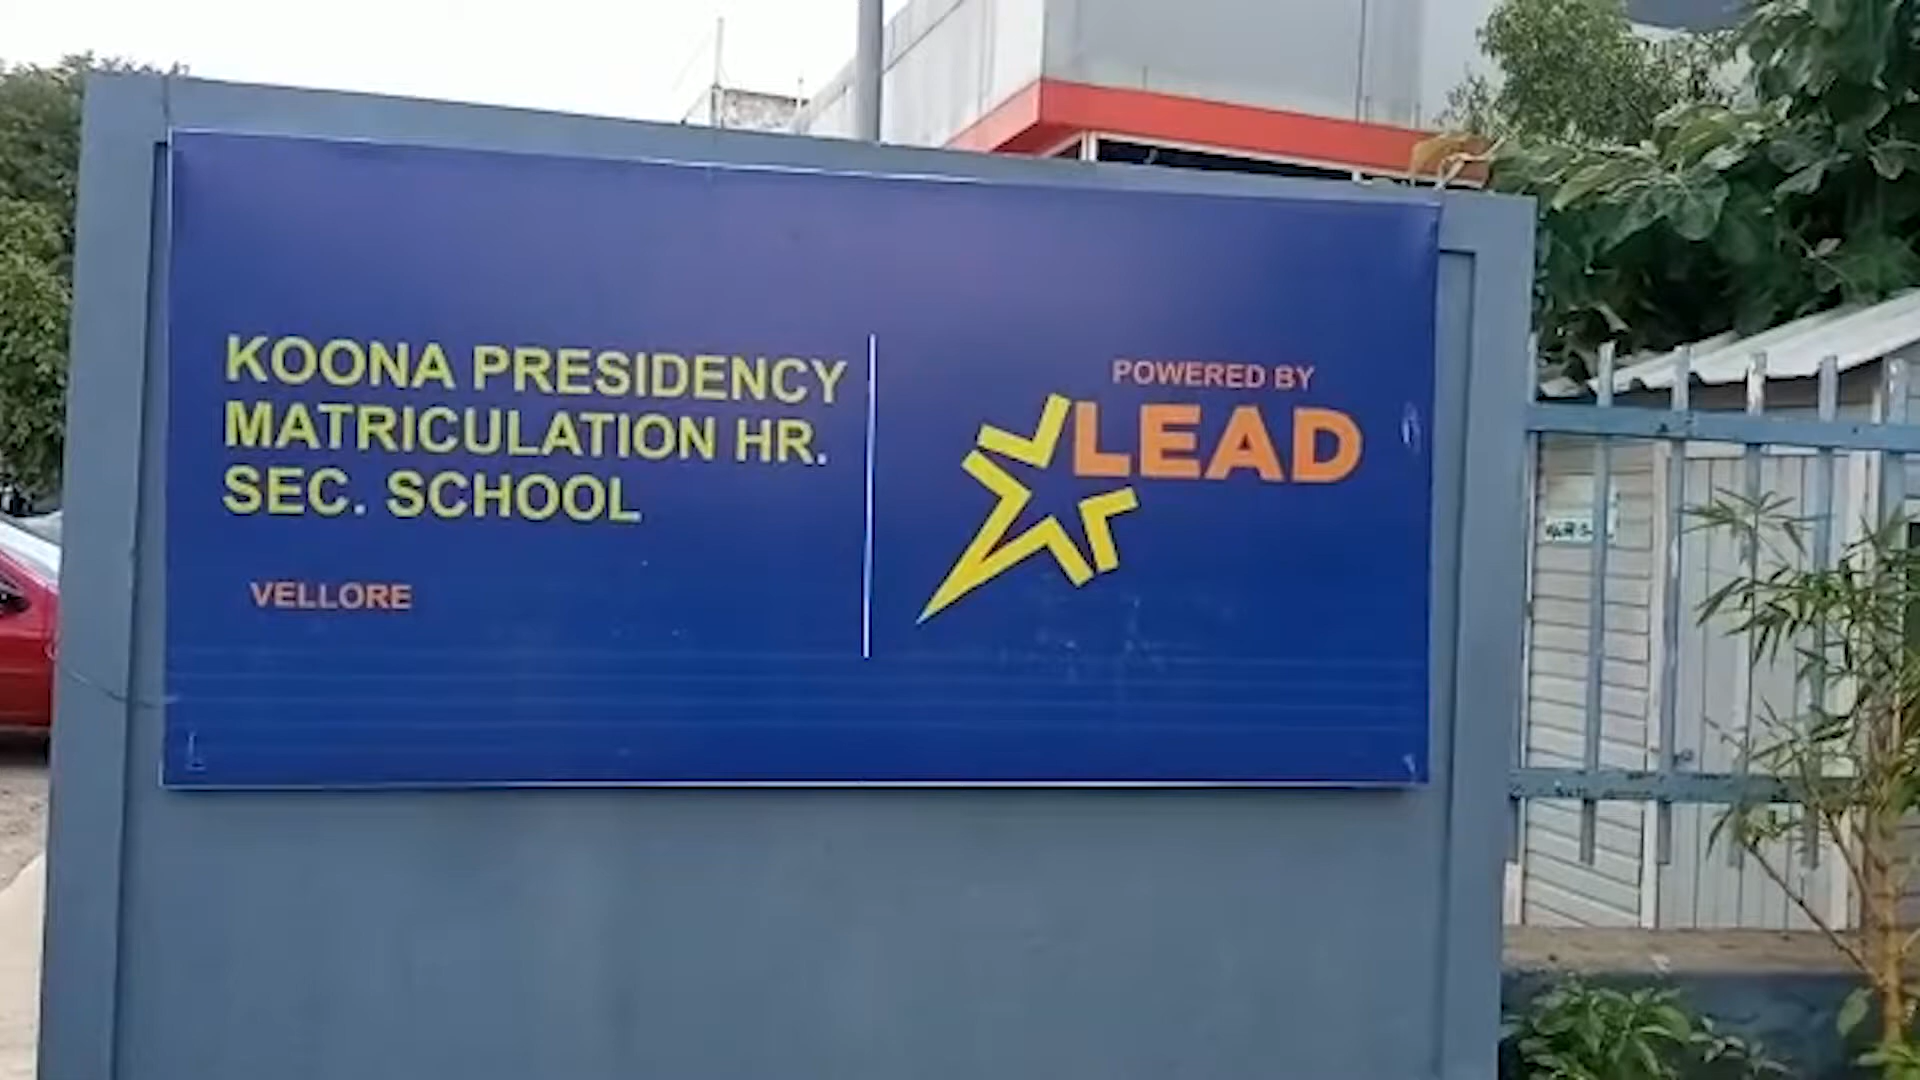 KOONA PRESIDENCY
MATRICULATION HR.
SEC. SCHOOL
VELLORE
POWERED BY
LEAD